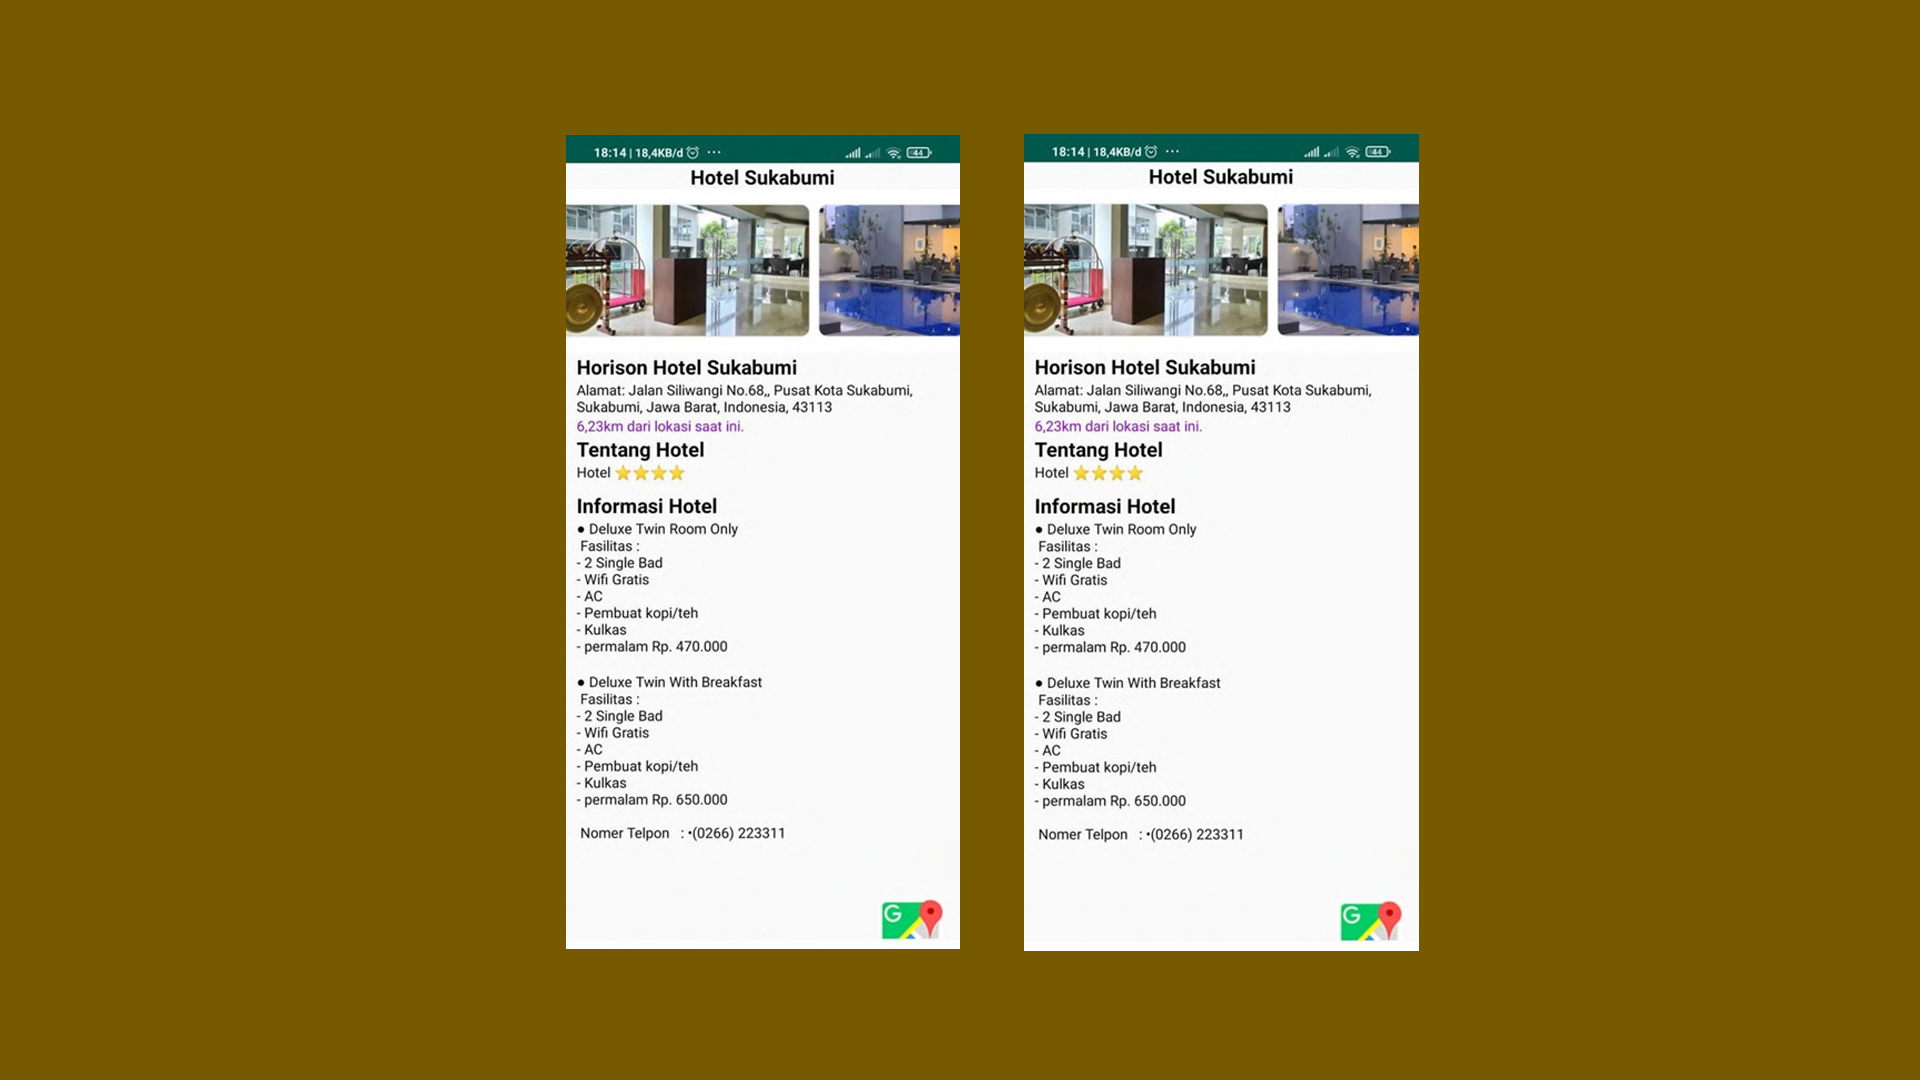 18:14 | 18,4KB/d ... 44
Hotel Sukabumi
Horison Hotel Sukabumi
Alamat: Jalan Siliwangi No.68,, Pusat Kota Sukabumi,
Sukabumi, Jawa Barat, Indonesia, 43113
6,23km dari lokasi saat ini.
Tentang Hotel
Hotel ⭐⭐⭐⭐
Informasi Hotel
● Deluxe Twin Room Only
Fasilitas :
- 2 Single Bad
- Wifi Gratis
- AC
- Pembuat kopi/teh
- Kulkas
- permalam Rp. 470.000
● Deluxe Twin With Breakfast
Fasilitas :
- 2 Single Bad
- Wifi Gratis
- AC
- Pembuat kopi/teh
- Kulkas
- permalam Rp. 650.000
Nomer Telpon : •(0266) 223311
G
18:14 | 18,4KB/d ... 44
Hotel Sukabumi
Horison Hotel Sukabumi
Alamat: Jalan Siliwangi No.68,, Pusat Kota Sukabumi,
Sukabumi, Jawa Barat, Indonesia, 43113
6,23km dari lokasi saat ini.
Tentang Hotel
Hotel ⭐⭐⭐⭐
Informasi Hotel
● Deluxe Twin Room Only
Fasilitas :
- 2 Single Bad
- Wifi Gratis
- AC
- Pembuat kopi/teh
- Kulkas
- permalam Rp. 470.000
● Deluxe Twin With Breakfast
Fasilitas :
- 2 Single Bad
- Wifi Gratis
- AC
- Pembuat kopi/teh
- Kulkas
- permalam Rp. 650.000
Nomer Telpon : •(0266) 223311
G